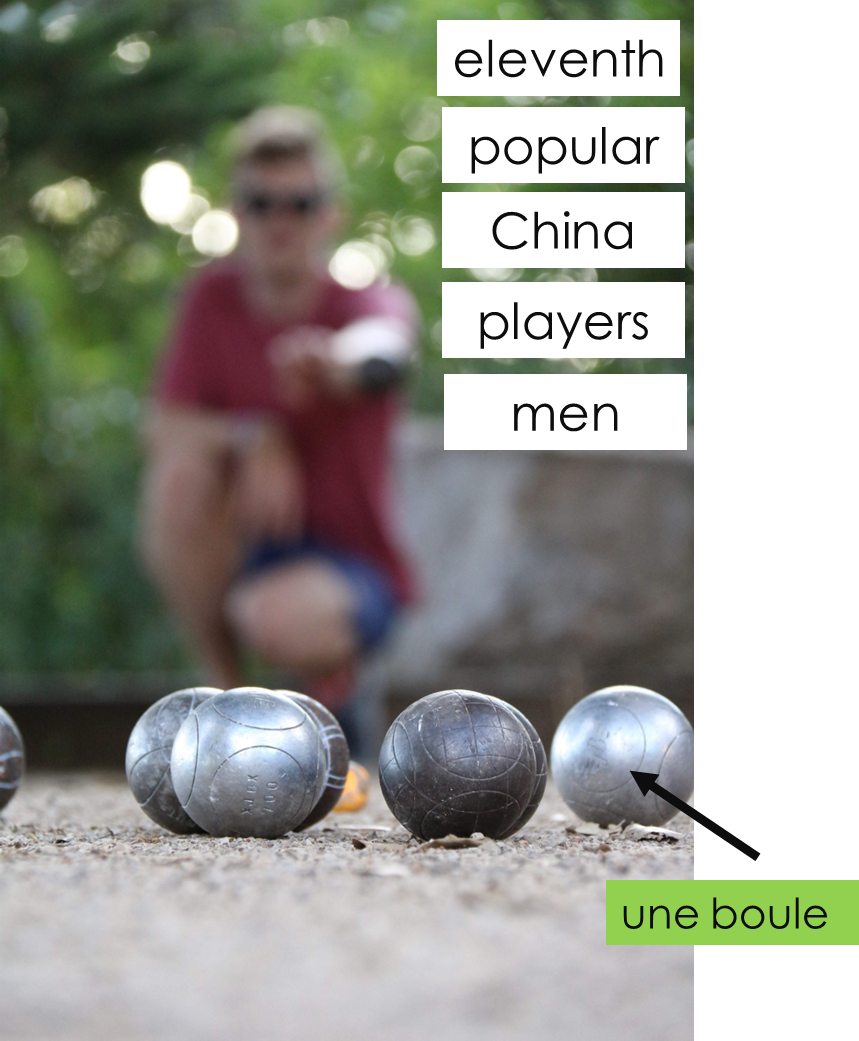 eleventh
popular
China
players
men
une boule